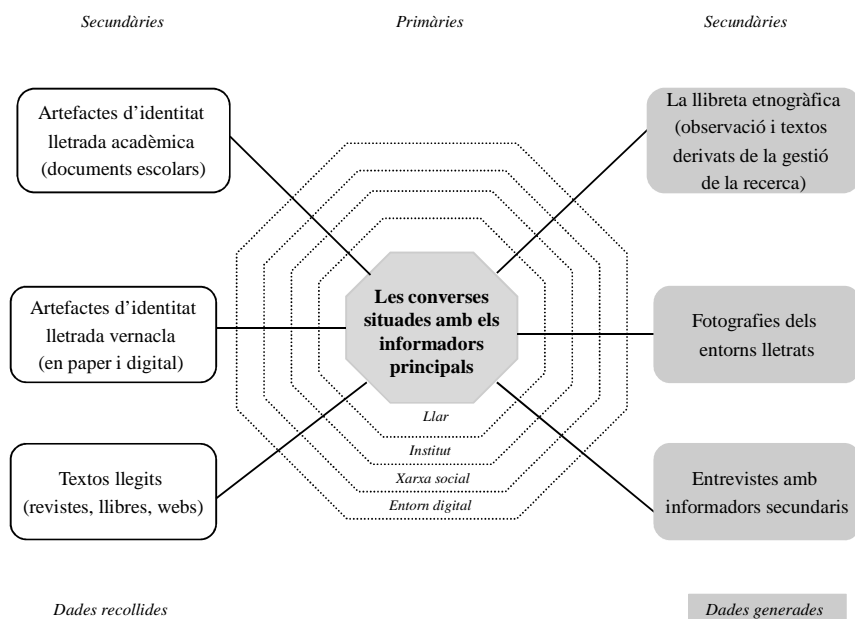 Secundàries
Primàries
Secundàries
Artefactes d’identitat
lletrada acadèmica
(documents escolars)
La llibreta etnogràfica
(observació i textos
derivats de la gestió
de la recerca)
Artefactes d’identitat
lletrada vernacla
(en paper i digital)
Les converses
situades amb els
informadors
principals
Fotografies dels
entorns lletrats
Llar
Institut
Xarxa social
Entorn digital
Textos llegits
(revistes, llibres, webs)
Entrevistes amb
informadors secundaris
Dades recollides
Dades generades